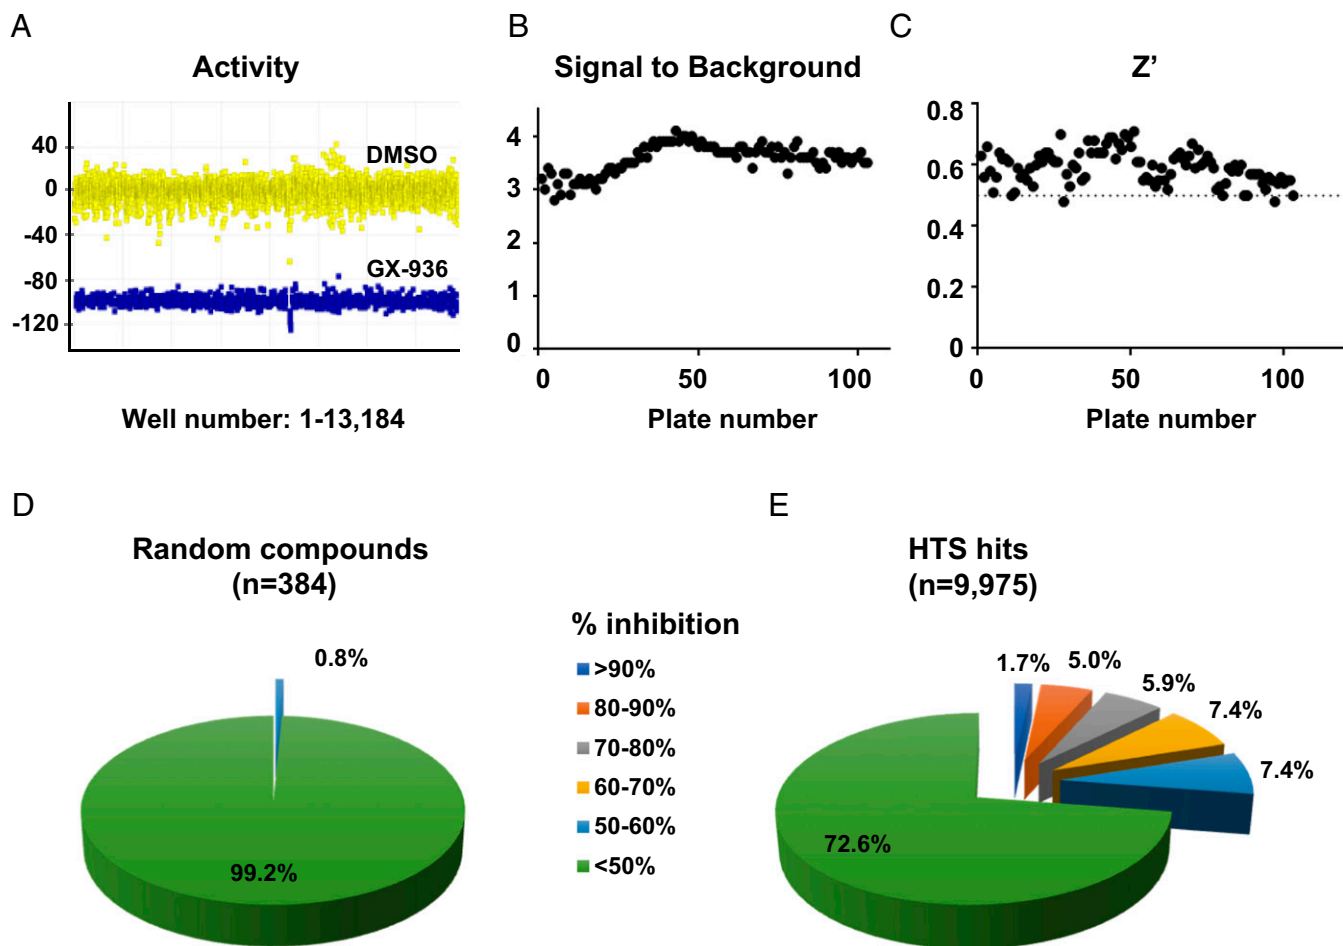 A
B
C
Activity
Signal to Background
Z’
40
0
-40
-80
-120
DMSO
GX-936
Well number: 1-13,184
4
3
2
1
0
0
50
100
Plate number
0.8
0.6
0.4
0.2
0
0
50
100
Plate number
D
E
Random compounds
(n=384)
HTS hits
(n=9,975)
0.8%
99.2%
% inhibition
>90%
80-90%
70-80%
60-70%
50-60%
<50%
1.7%
5.0%
5.9%
7.4%
7.4%
72.6%